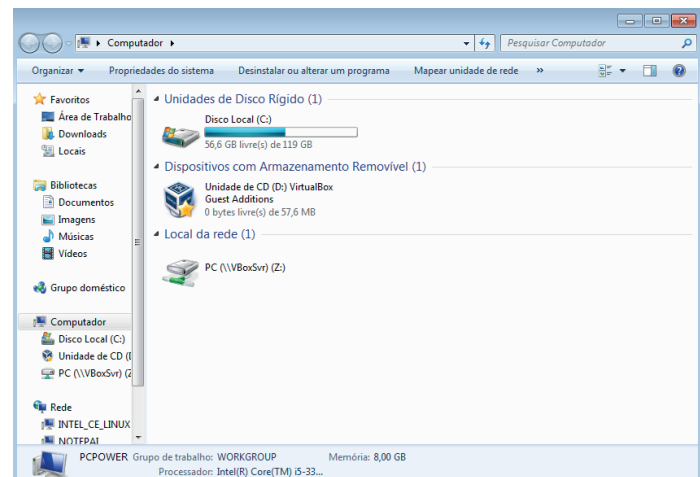 Computador
Pesquisar Computador
Organizar Propriedades do sistema Desinstalar ou alterar um programa Mapear unidade de rede »
Favoritos
Área de Trabalho
Downloads
Locais
Bibliotecas
Documentos
Imagens
Músicas
Vídeos
Grupo doméstico
Computador
Disco Local (C:)
Unidade de CD (
PC (\\VBoxSvr) (Z
Rede
INTEL_CE_LINUX
NOTEPAL
Unidades de Disco Rígido (1)
Disco Local (C:)
56,6 GB livre(s) de 119 GB
Dispositivos com Armazenamento Removível (1)
Unidade de CD (D:) VirtualBox
Guest Additions
0 bytes livre(s) de 57,6 MB
Local da rede (1)
PC (\\VBoxSvr) (Z:)
PCPOWER Grupo de trabalho: WORKGROUP Memória: 8,00 GB
Processador: Intel(R) Core(TM) i5-33...